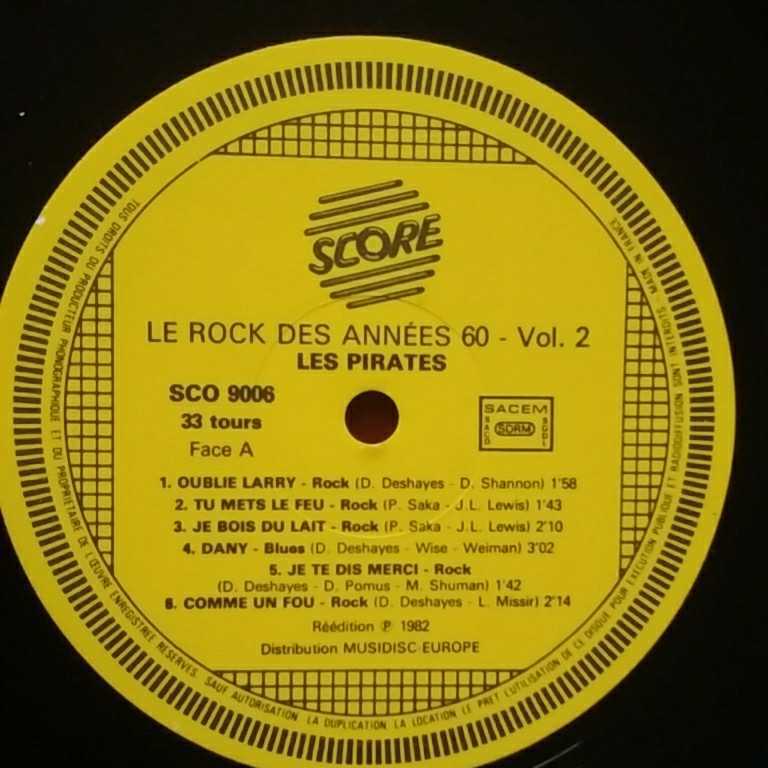 SCORE
LE ROCK DES ANNÉES 60 - Vol. 2
LES PIRATES
SCO 9006
33 tours
Face A
SACEM
SACD SDRM SGDL
1. OUBLIE LARRY - Rock (D. Deshayes - D. Shannon) 1'58
2. TU METS LE FEU - Rock (P. Saka - J.L. Lewis) 1'43
3. JE BOIS DU LAIT - Rock (P. Saka - J.L. Lewis) 2'10
4. DANY - Blues (D. Deshayes - Wise - Weiman) 3'02
5. JE TE DIS MERCI - Rock
(D. Deshayes - D. Pomus - M. Shuman) 1'42
6. COMME UN FOU - Rock (D. Deshayes - L. Missir) 2'14
Réédition ℗ 1982
Distribution MUSIDISC EUROPE
TOUS DROITS DU PRODUCTEUR PHONOGRAPHIQUE ET DU PROPRIETAIRE DE L'ŒUVRE ENREGISTREE RESERVES. SAUF AUTORISATION LA DUPLICATION, LA LOCATION LE PRET L'UTILISATION DE CE DISQUE POUR EXECUTION PUBLIQUE ET RADIODIFFUSION SONT INTERDITS - MADE IN FRANCE